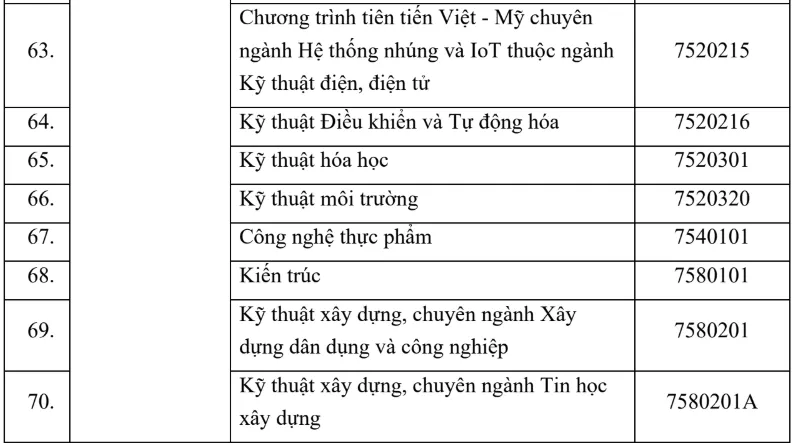 63.
Chương trình tiên tiến Việt - Mỹ chuyên
ngành Hệ thống nhúng và IoT thuộc ngành
Kỹ thuật điện, điện tử
7520215
64.
Kỹ thuật Điều khiển và Tự động hóa
7520216
65.
Kỹ thuật hóa học
7520301
66.
Kỹ thuật môi trường
7520320
67.
Công nghệ thực phẩm
7540101
68.
Kiến trúc
7580101
69.
Kỹ thuật xây dựng, chuyên ngành Xây
dựng dân dụng và công nghiệp
7580201
70.
Kỹ thuật xây dựng, chuyên ngành Tin học
xây dựng
7580201A